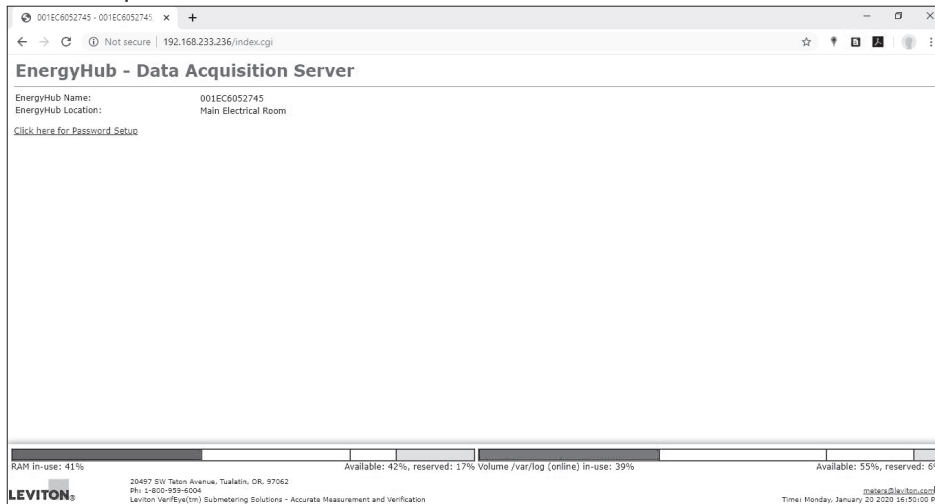 001EC6052745 - 001EC6052745
Not secure | 192.168.233.236/index.cgi
EnergyHub - Data Acquisition Server
EnergyHub Name: 001EC6052745
EnergyHub Location: Main Electrical Room
Click here for Password Setup
RAM in-use: 41% Available: 42%, reserved: 17% Volume /var/log (online) in-use: 39% Available: 55%, reserved: 6%
LEVITON®
20497 SW Teton Avenue, Tualatin, OR, 97062
Ph: 1-800-959-6004
Leviton VerifEye(tm) Submetering Solutions - Accurate Measurement and Verification
meters@leviton.com
Time: Monday, January 20 2020 16:50:00 P